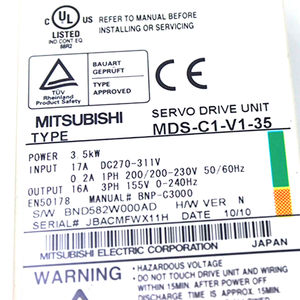 REFER TO MANUAL BEFORE
INSTALLING OR SERVICING
UL
LISTED
IND CONT EQ
88R2
TÜV
Rheinland
Product Safety
BAUART
GEPRÜFT
TYPE
APPROVED
CE
MITSUBISHI SERVO DRIVE UNIT
TYPE MDS-C1-V1-35
POWER 3.5kW
INPUT 17A DC270-311V
0.2A 1PH 200/200-230V 50/60Hz
OUTPUT 16A 3PH 155V 0-240Hz
EN50178 MANUAL# BNP-C3000
S/W BND582W000AD H/W VER N
SERIAL# JBACMFWX11H DATE 10/10
MITSUBISHI ELECTRIC CORPORATION JAPAN
WARNING
HAZARDOUS VOLTAGE
DO NOT TOUCH AND WIRING WITHIN
15MIN. AFTER POWER OFF
DISCHARGE TIME IS APPROX.
15MIN